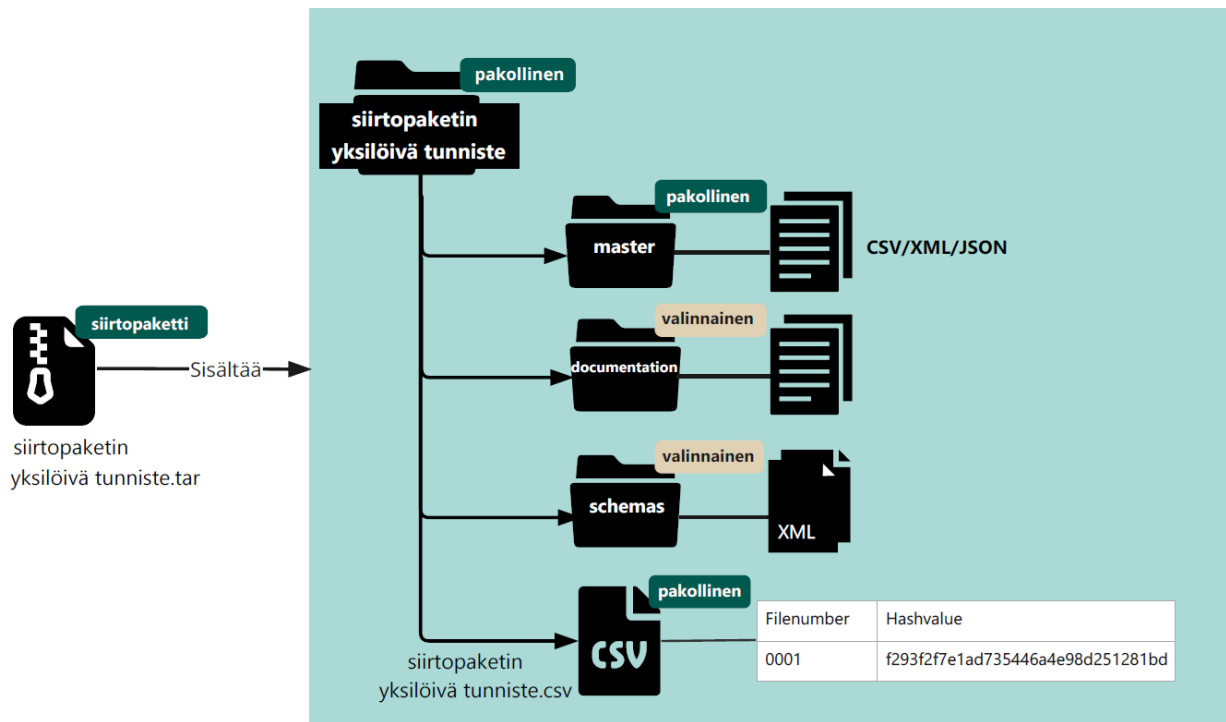 pakollinen
siirtopaketin
yksilöivä tunniste
pakollinen
master
CSV/XML/JSON
siirtopaketti
Sisältää
siirtopaketin
yksilöivä tunniste.tar
valinnainen
documentation
valinnainen
schemas
XML
pakollinen
CSV
siirtopaketin
yksilöivä tunniste.csv
Filenumber Hashvalue
0001 f293f2f7e1ad735446a4e98d251281bd